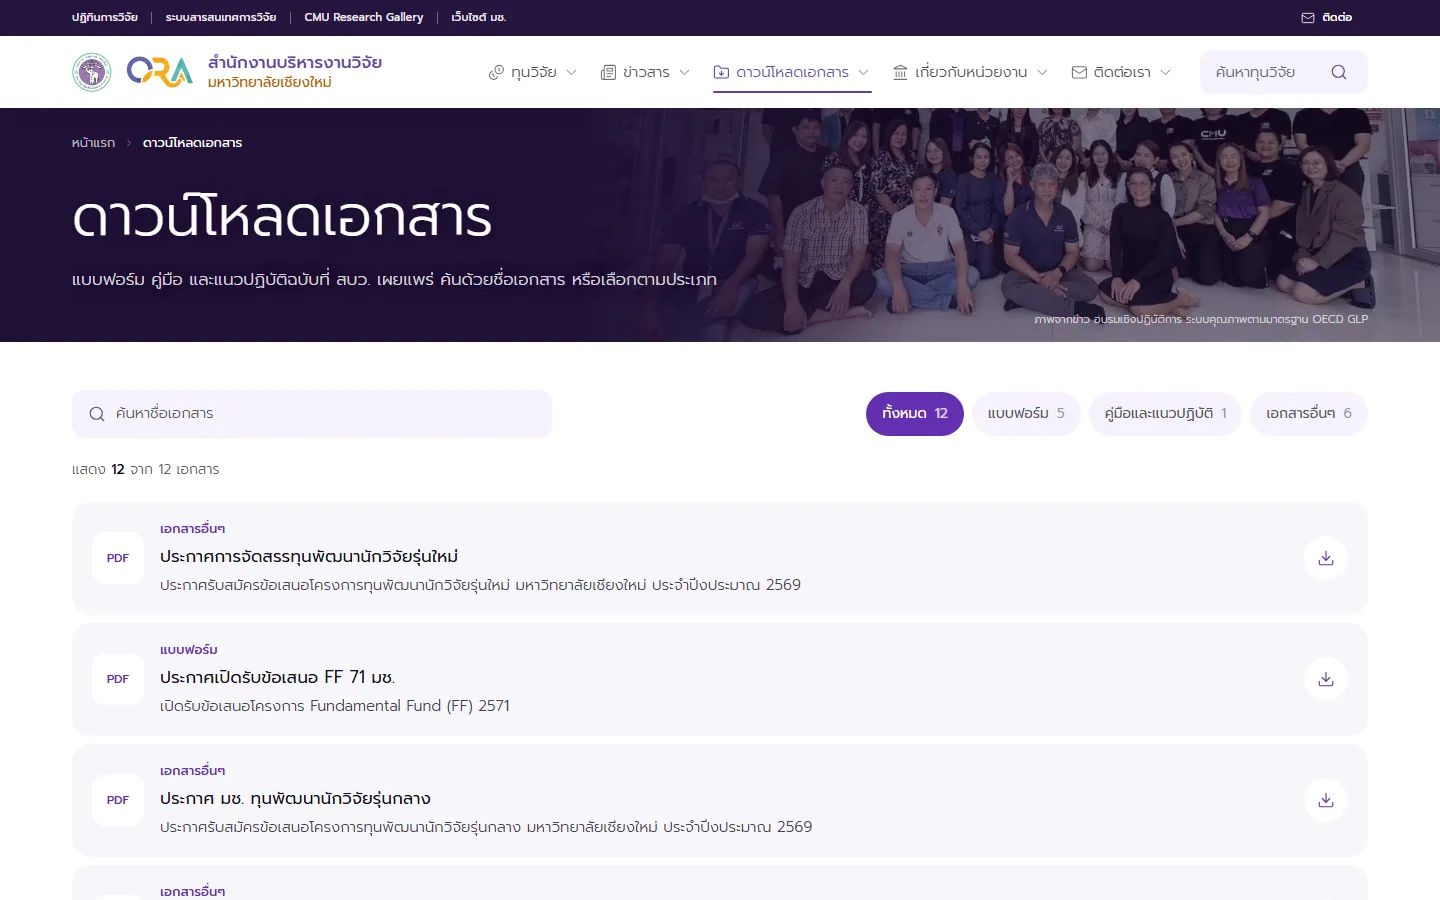 ปฏิทินการวิจัย
ระบบสารสนเทศการวิจัย
CMU Research Gallery
เว็บไซต์ มช.
ติดต่อ
ORA
สำนักงานบริหารงานวิจัย
มหาวิทยาลัยเชียงใหม่
ทุนวิจัย
ข่าวสาร
ดาวน์โหลดเอกสาร
เกี่ยวกับหน่วยงาน
ติดต่อเรา
ค้นหาทุนวิจัย
หน้าแรก
ดาวน์โหลดเอกสาร
CMU
ดาวน์โหลดเอกสาร
แบบฟอร์ม คู่มือ และแนวปฏิบัติฉบับที่ สบว. เผยแพร่ ค้นด้วยชื่อเอกสาร หรือเลือกตามประเภท
ภาพจากข่าว อบรมเชิงปฏิบัติการ ระบบคุณภาพตามมาตรฐาน OECD GLP
ค้นหาชื่อเอกสาร
ทั้งหมด 12
แบบฟอร์ม 5
คู่มือและแนวปฏิบัติ 1
เอกสารอื่นๆ 6
แสดง 12 จาก 12 เอกสาร
เอกสารอื่นๆ
PDF
ประกาศการจัดสรรทุนพัฒนานักวิจัยรุ่นใหม่
ประกาศรับสมัครข้อเสนอโครงการทุนพัฒนานักวิจัยรุ่นใหม่ มหาวิทยาลัยเชียงใหม่ ประจำปีงประมาณ 2569
แบบฟอร์ม
PDF
ประกาศเปิดรับข้อเสนอ FF 71 มช.
เปิดรับข้อเสนอโครงการ Fundamental Fund (FF) 2571
เอกสารอื่นๆ
PDF
ประกาศ มช. ทุนพัฒนานักวิจัยรุ่นกลาง
ประกาศรับสมัครข้อเสนอโครงการทุนพัฒนานักวิจัยรุ่นกลาง มหาวิทยาลัยเชียงใหม่ ประจำปีงประมาณ 2569
เอกสารอื่นๆ